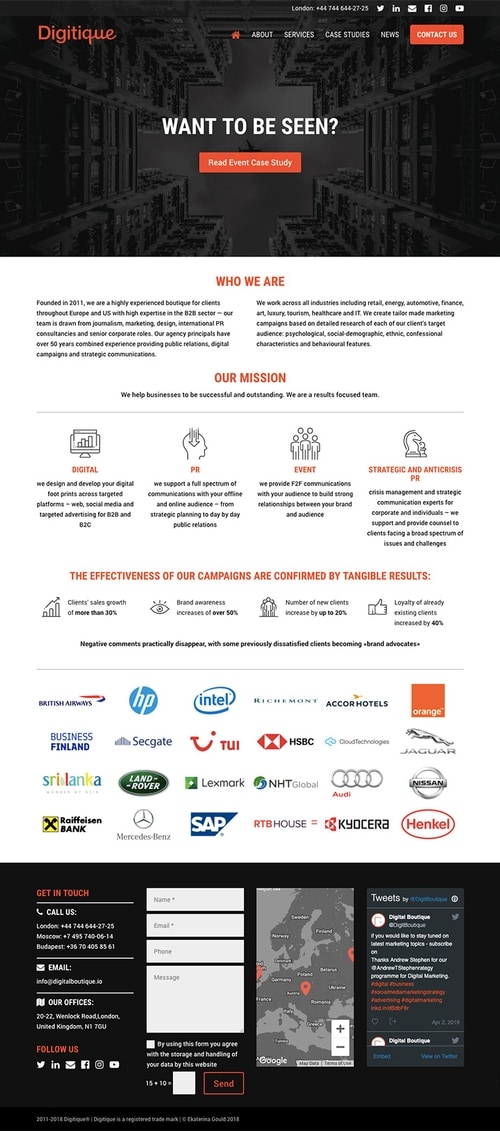 London: +44 744 644-27-25
Digitique
ABOUT SERVICES CASE STUDIES NEWS CONTACT US
WANT TO BE SEEN?
Read Event Case Study
WHO WE ARE
Founded in 2011, we are a highly experienced boutique for clients
throughout Europe and US with high expertise in the B2B sector — our
team is drawn from journalism, marketing, design, international PR
consultancies and senior corporate roles. Our agency principals have
over 50 years combined experience providing public relations, digital
campaigns and strategic communications.
We work across all industries including retail, energy, automotive, finance,
art, luxury, tourism, healthcare and IT. We create tailor made marketing
campaigns based on detailed research of each of our client's target
audience: psychological, social-demographic, ethnic, confessional
characteristics and behavioural features.
OUR MISSION
We help businesses to be successful and outstanding. We are a results focused team.
DIGITAL
we design and develop your digital
foot prints across targeted
platforms – web, social media and
targeted advertising for B2B and
B2C
PR
we support a full spectrum of
communications with your offline
and online audience – from
strategic planning to day by day
public relations
EVENT
we provide F2F communications
with your audience to build strong
relationships between your brand
and audience
STRATEGIC AND ANTICRISIS
PR
crisis management and strategic
communication experts for
corporate and individuals – we
support and provide counsel to
clients facing a broad spectrum of
issues and challenges
THE EFFECTIVENESS OF OUR CAMPAIGNS ARE CONFIRMED BY TANGIBLE RESULTS:
Clients' sales growth
of more than 30%
Brand awareness
increases of over 50%
Number of new clients
increase by up to 20%
Loyalty of already
existing clients
increased by 40%
Negative comments practically disappear, with some previously dissatisfied clients becoming «brand advocates»
BRITISH AIRWAYS hp intel RICHEMONT ACCORHOTELS orange
BUSINESS
FINLAND
Secgate TUI HSBC CloudTechnologies JAGUAR
sri lanka
WONDER OF ASIA
LAND-
ROVER
Lexmark NHTGlobal Audi NISSAN
Raiffeisen
BANK
Mercedes-Benz SAP RTBHOUSE KYOCERA Henkel
GET IN TOUCH
CALL US:
London: +44 744 644-27-25
Moscow: +7 495 740-06-14
Budapest: +36 70 405 85 61
EMAIL:
info@digitalboutique.io
OUR OFFICES:
20-22, Wenlock Road,London,
United Kingdom, N1 7GU
FOLLOW US
Name *
Email *
Phone
Message
By using this form you agree
with the storage and handling of
your data by this website
15 + 10 =
Send
Sweden
Finland
Norway
Denmark
Belarus
Poland
Austria
Ukraine
Romania
Italy
Greece
Google
Map Data
Terms of Use
Tweets by @DigitBoutique
Digital Boutique
@DigitBoutique
if you would like to stay tuned on
latest marketing topics - subscribe
on
Thanks Andrew Stephen for our
@AndrewTStephenrategy
programme for Digital Marketing.
#digital #business
#socialmediamarketingstrategy
#advertising #digitalmarketing
Apr 2, 2018
Digital Boutique
Embed View on Twitter
2011-2018 Digitique® | Digitique is a registered trade mark | © Ekaterina Gould 2018